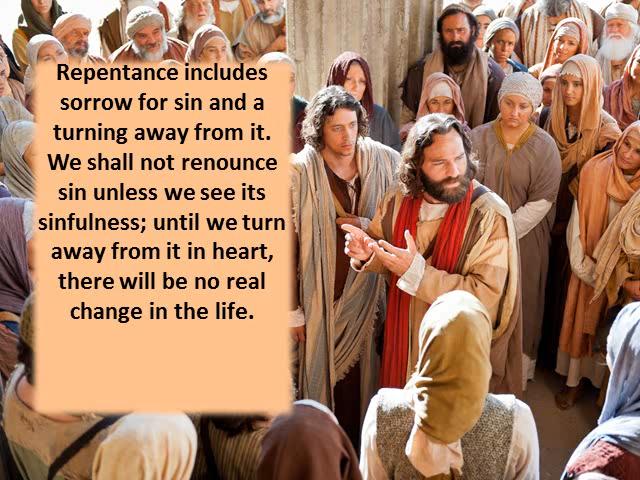 Repentance includes
sorrow for sin and a
turning away from it.
We shall not renounce
sin unless we see its
sinfulness; until we turn
away from it in heart,
there will be no real
change in the life.